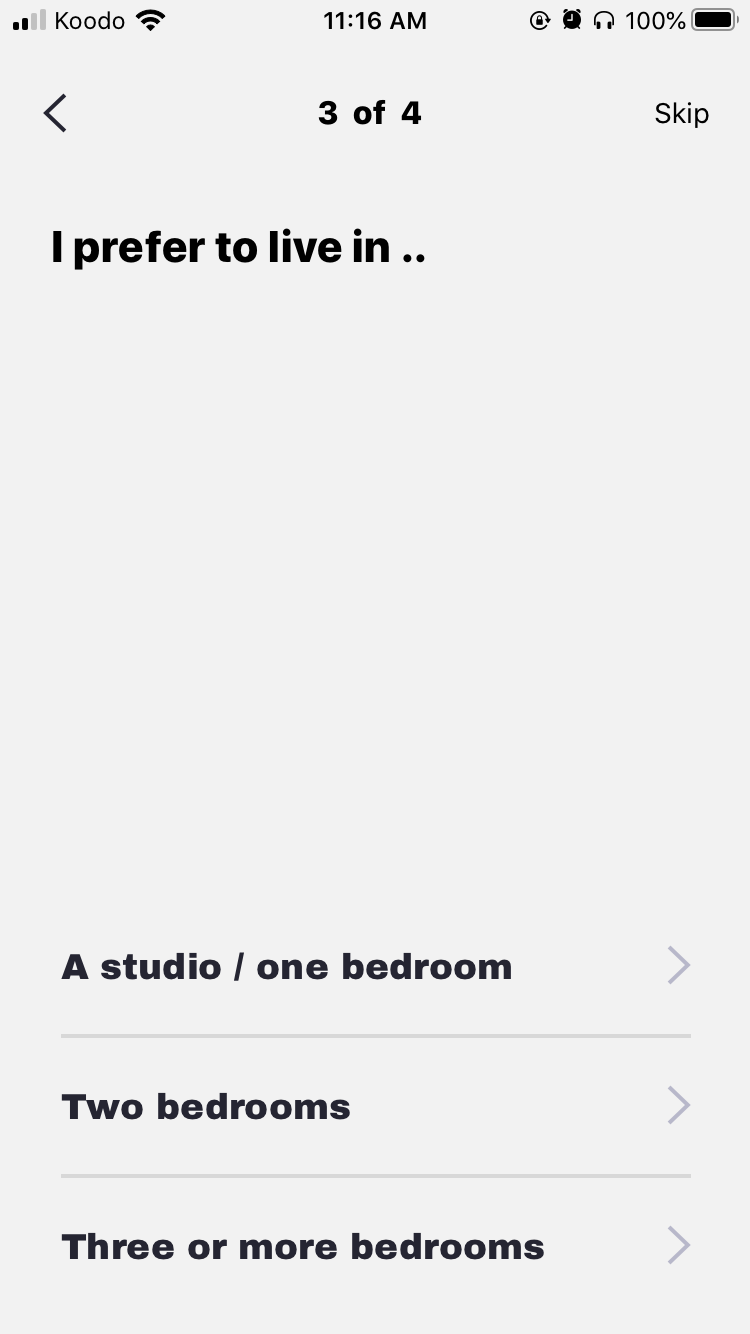 Koodo 11:16 AM 100%
3 of 4 Skip
I prefer to live in ..
A studio / one bedroom
Two bedrooms
Three or more bedrooms